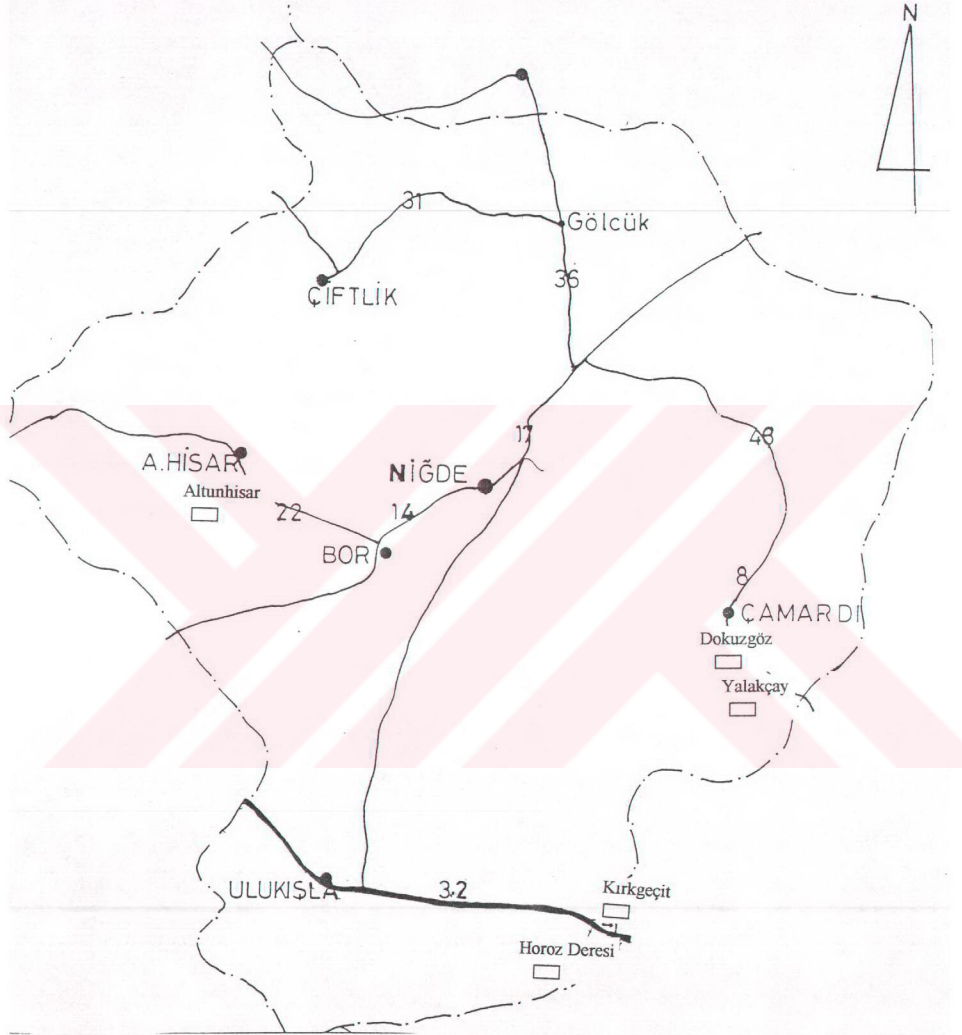 N
31
Gölcük
36
ÇİFTLİK
17
46
A.HİSAR
NİĞDE
Altunhisar
22
14
BOR
8
ÇAMARDI
Dokuzgöz
Yalakçay
ULUKIŞLA
32
Kırkgeçit
Horoz Deresi